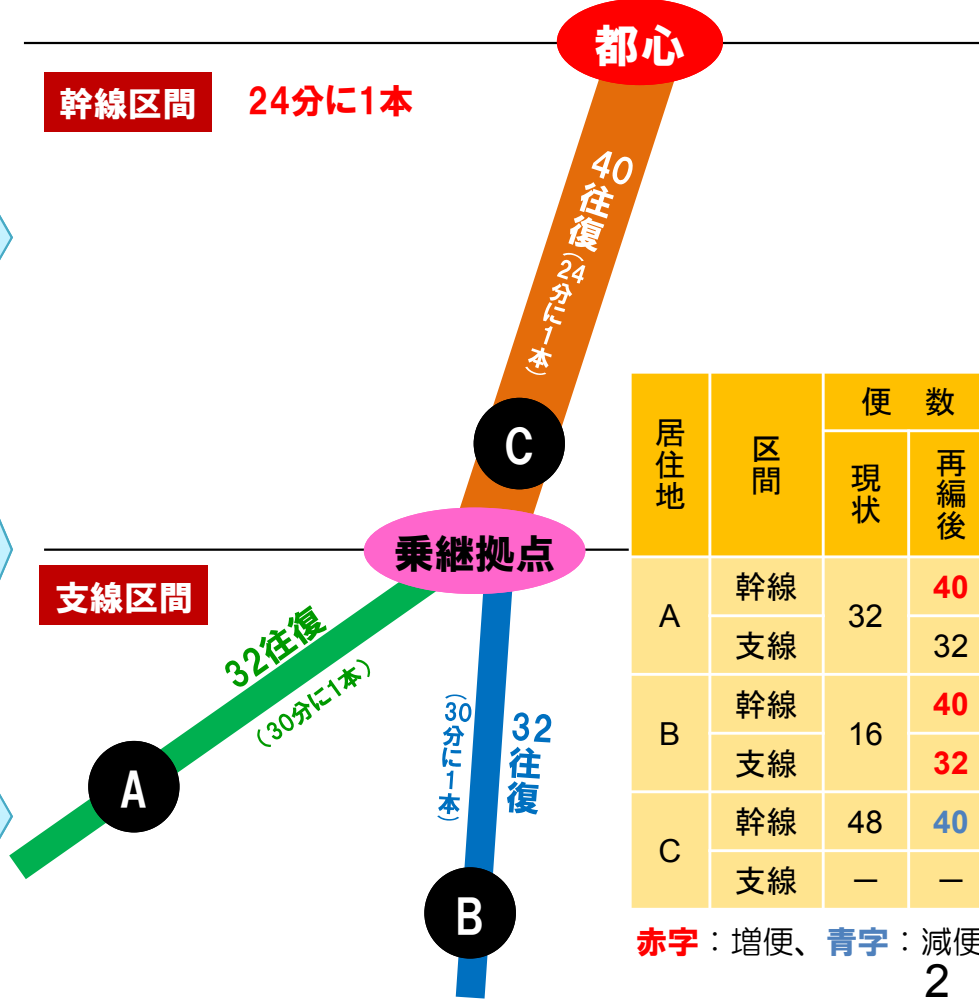 都心
幹線区間 24分に1本
40往復(24分に1本)
C
乗継拠点
支線区間
32往復
(30分に1本)
A
32往復
(30分に1本)
B
居住地 区間 便 数
現状 再編後
A 幹線 32 40
支線 32
B 幹線 16 40
支線 32
C 幹線 48 40
支線 － －
赤字：増便、青字：減便
2